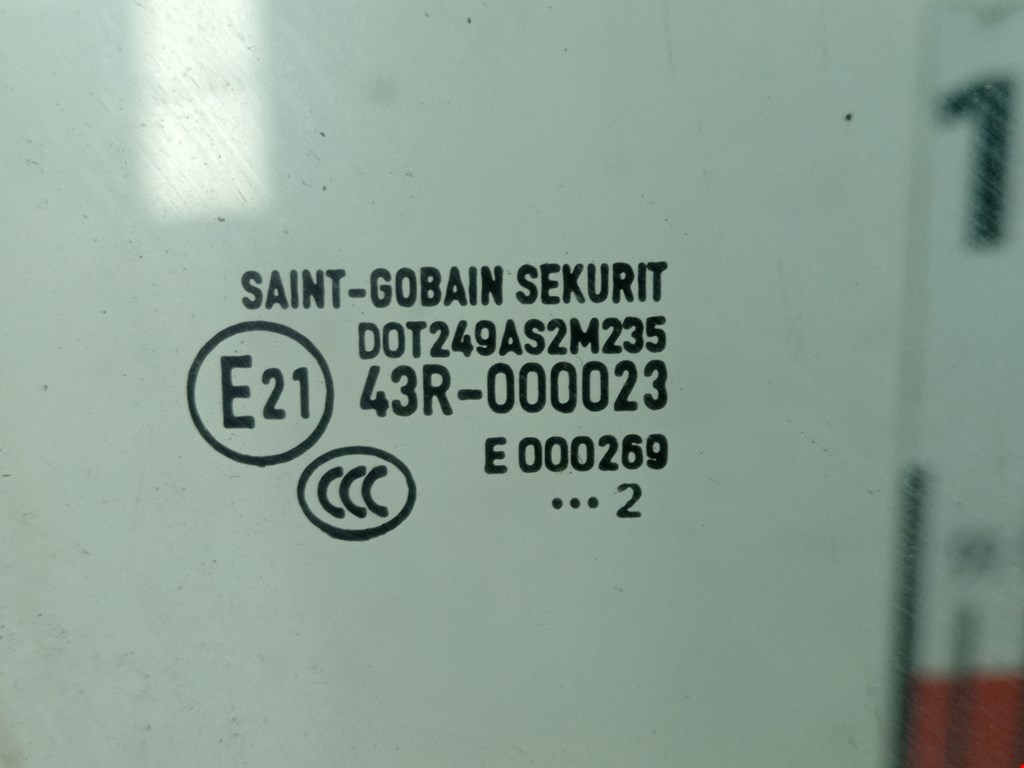 SAINT-GOBAIN SEKURIT
DOT249AS2M235
E21
43R-000023
E 000269
CCC
••• 2
1